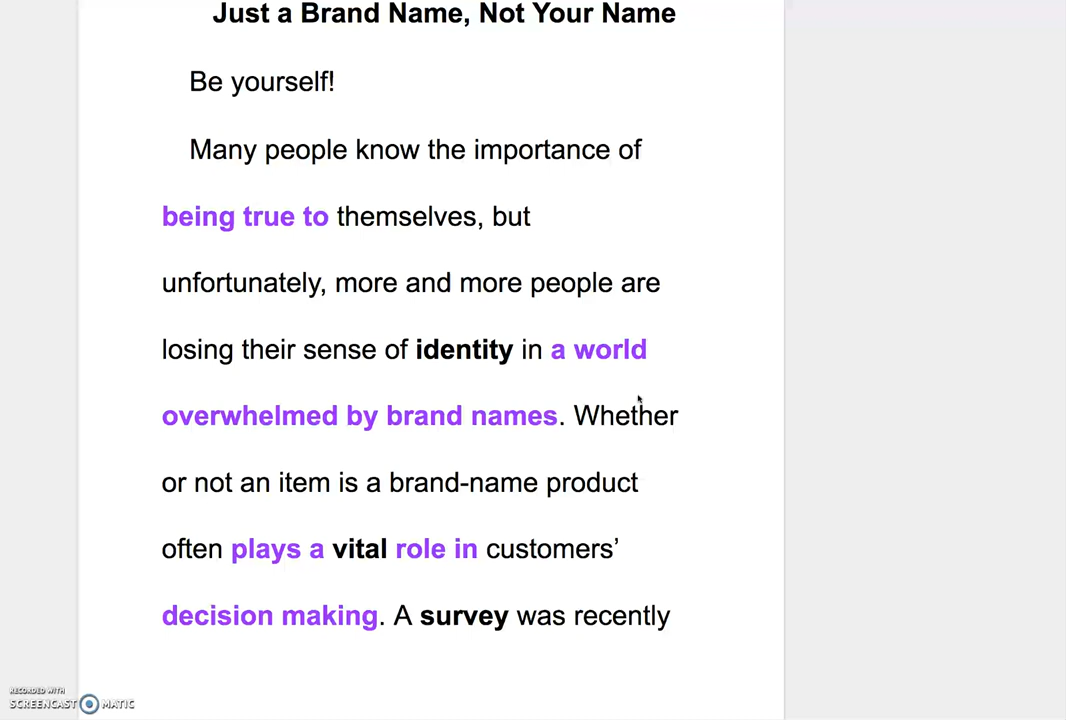 Just a Brand Name, Not Your Name
Be yourself!
Many people know the importance of
being true to themselves, but
unfortunately, more and more people are
losing their sense of identity in a world
overwhelmed by brand names. Whether
or not an item is a brand-name product
often plays a vital role in customers’
decision making. A survey was recently
RECORDED WITH
SCREENCAST MATIC